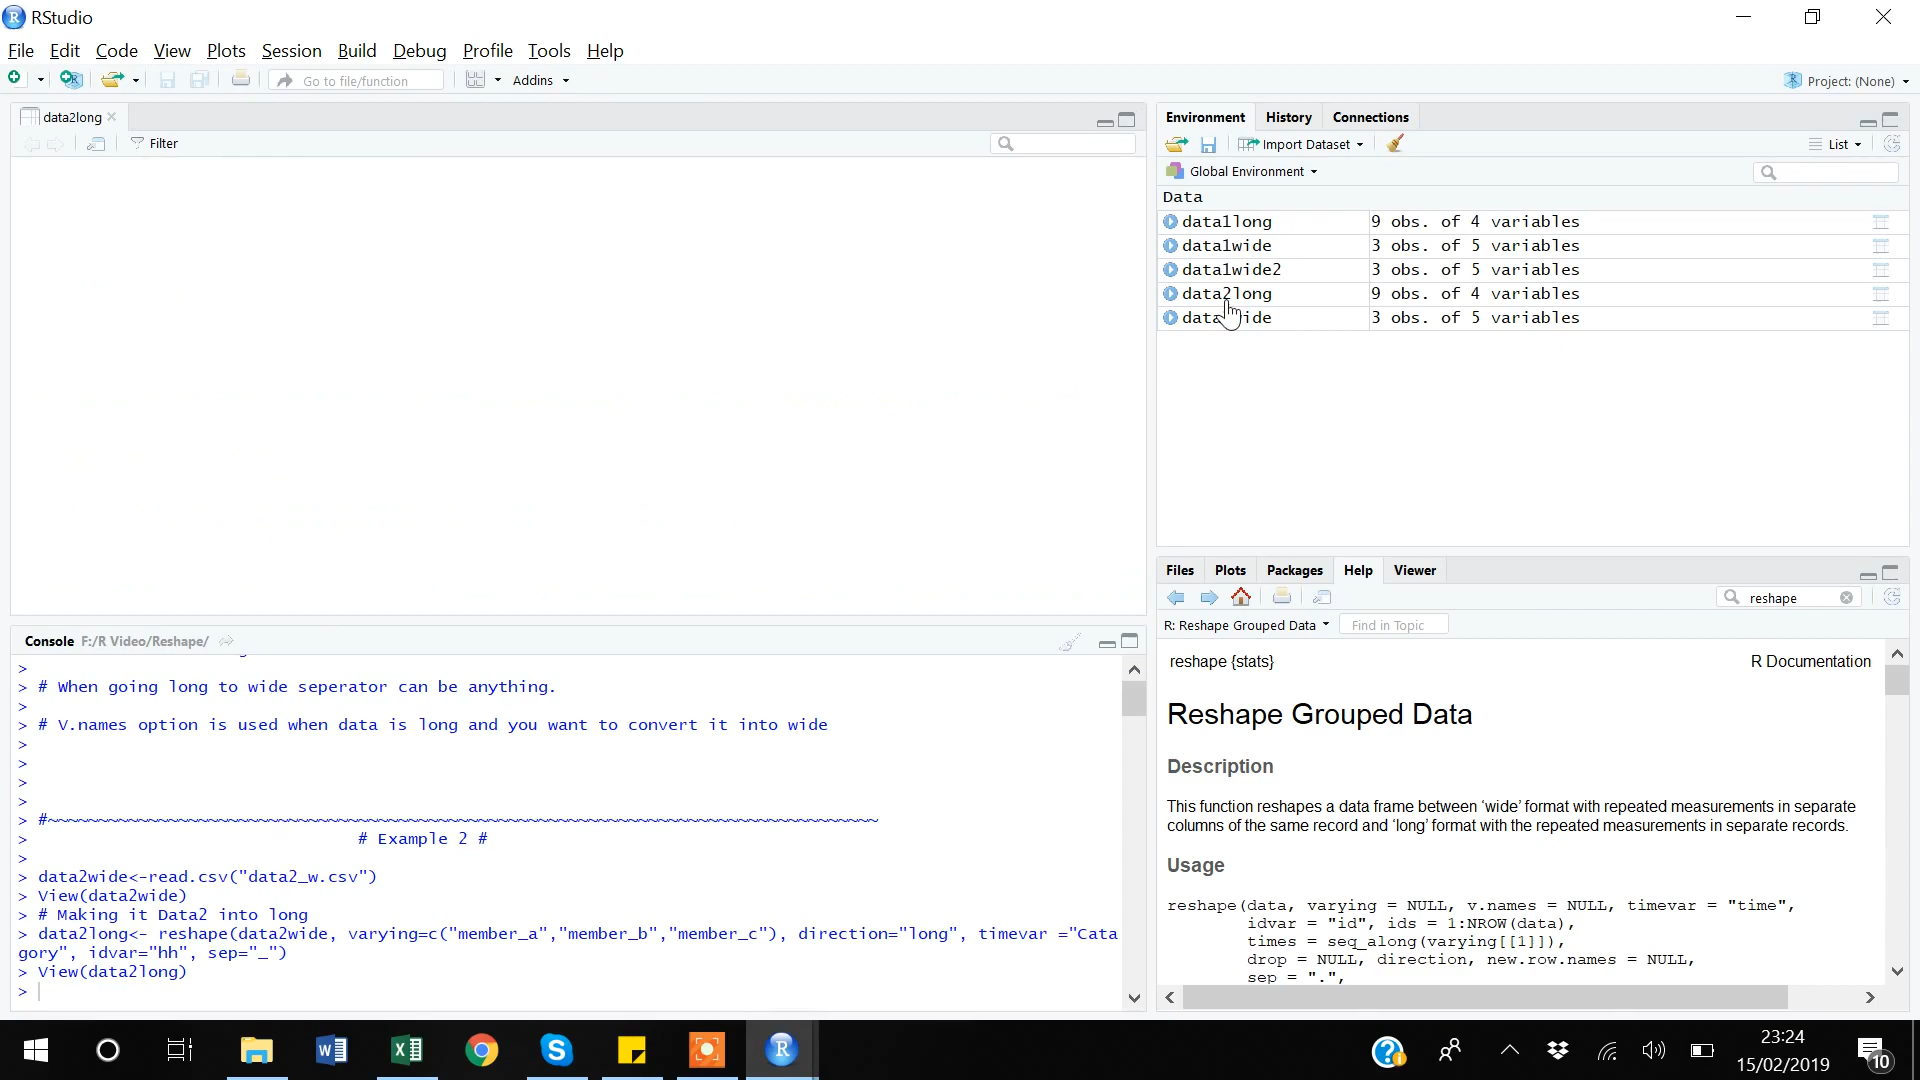 RStudio
File Edit Code View Plots Session Build Debug Profile Tools Help
Go to file/function Addins Project: (None)
data2long
Filter
Environment History Connections
Import Dataset List
Global Environment
Data
data1long 9 obs. of 4 variables
data1wide 3 obs. of 5 variables
data1wide2 3 obs. of 5 variables
data2long 9 obs. of 4 variables
data ide 3 obs. of 5 variables
Console F:/R Video/Reshape/
>
> # When going long to wide seperator can be anything.
>
> # V.names option is used when data is long and you want to convert it into wide
>
>
>
>
> #~~~~~~~~~~~~~~~~~~~~~~~~~~~~~~~~~~~~~~~~~~~~~~~~~~~~~~~~~~~~~~~~~~~~~~~~~~~~~~~~~~~
> # Example 2 #
>
> data2wide<-read.csv("data2_w.csv")
> View(data2wide)
> # Making it Data2 into long
> data2long<- reshape(data2wide, varying=c("member_a","member_b","member_c"), direction="long", timevar ="Cata
gory", idvar="hh", sep="_")
> View(data2long)
>
Files Plots Packages Help Viewer
reshape
R: Reshape Grouped Data Find in Topic
reshape {stats} R Documentation
Reshape Grouped Data
Description
This function reshapes a data frame between ‘wide’ format with repeated measurements in separate
columns of the same record and ‘long’ format with the repeated measurements in separate records.
Usage
reshape(data, varying = NULL, v.names = NULL, timevar = "time",
idvar = "id", ids = 1:NROW(data),
times = seq_along(varying[[1]]),
drop = NULL, direction, new.row.names = NULL,
sep = ".",
23:24
15/02/2019
10